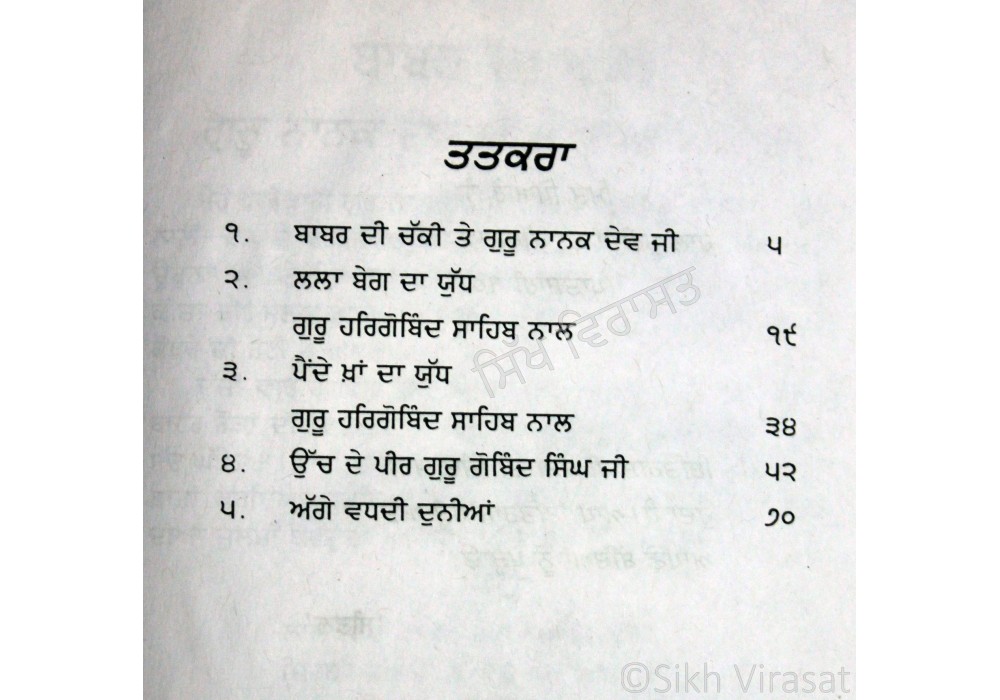 ਤਤਕਰਾ
੧. ਬਾਬਰ ਦੀ ਚੱਕੀ ਤੇ ਗੁਰੂ ਨਾਨਕ ਦੇਵ ਜੀ ੫
੨. ਲਲਾ ਬੇਗ ਦਾ ਯੁੱਧ
ਗੁਰੂ ਹਰਿਗੋਬਿੰਦ ਸਾਹਿਬ ਨਾਲ ੧੯
੩. ਪੈਂਦੇ ਖ਼ਾਂ ਦਾ ਯੁੱਧ
ਗੁਰੂ ਹਰਿਗੋਬਿੰਦ ਸਾਹਿਬ ਨਾਲ ੩੪
੪. ਉੱਚ ਦੇ ਪੀਰ ਗੁਰੂ ਗੋਬਿੰਦ ਸਿੰਘ ਜੀ ੫੨
੫. ਅੱਗੇ ਵਧਦੀ ਦੁਨੀਆਂ ੭੦
ਸਿੱਖ ਵਿਰਾਸਤ
©Sikh Virasat